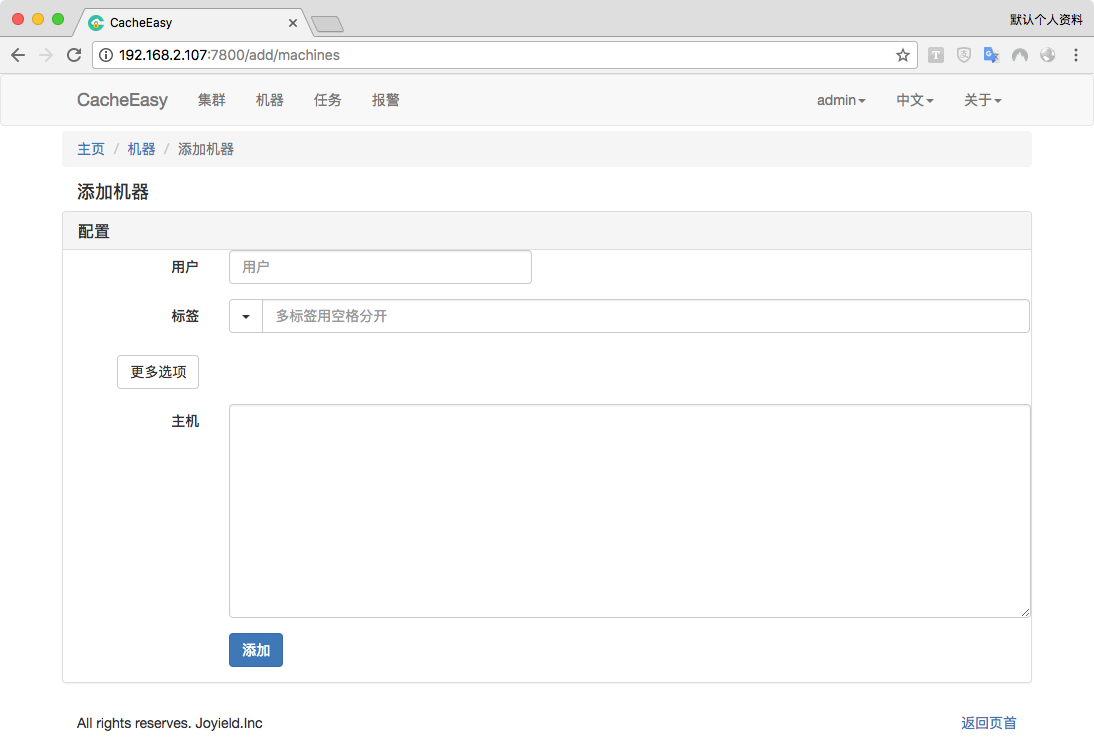 CacheEasy
默认个人资料
192.168.2.107:7800/add/machines
CacheEasy 集群 机器 任务 报警 admin 中文 关于
主页 / 机器 / 添加机器
添加机器
配置
用户 用户
标签 多标签用空格分开
更多选项
主机
添加
All rights reserves. Joyield.Inc 返回页首